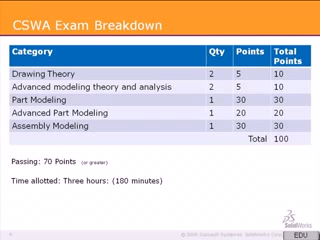 CSWA Exam Breakdown
Category Qty Points Total Points
Drawing Theory 2 5 10
Advanced modeling theory and analysis 2 5 10
Part Modeling 1 30 30
Advanced Part Modeling 1 20 20
Assembly Modeling 1 30 30
Total 100
Passing: 70 Points (or greater)
Time allotted: Three hours: (180 minutes)
SolidWorks
EDU